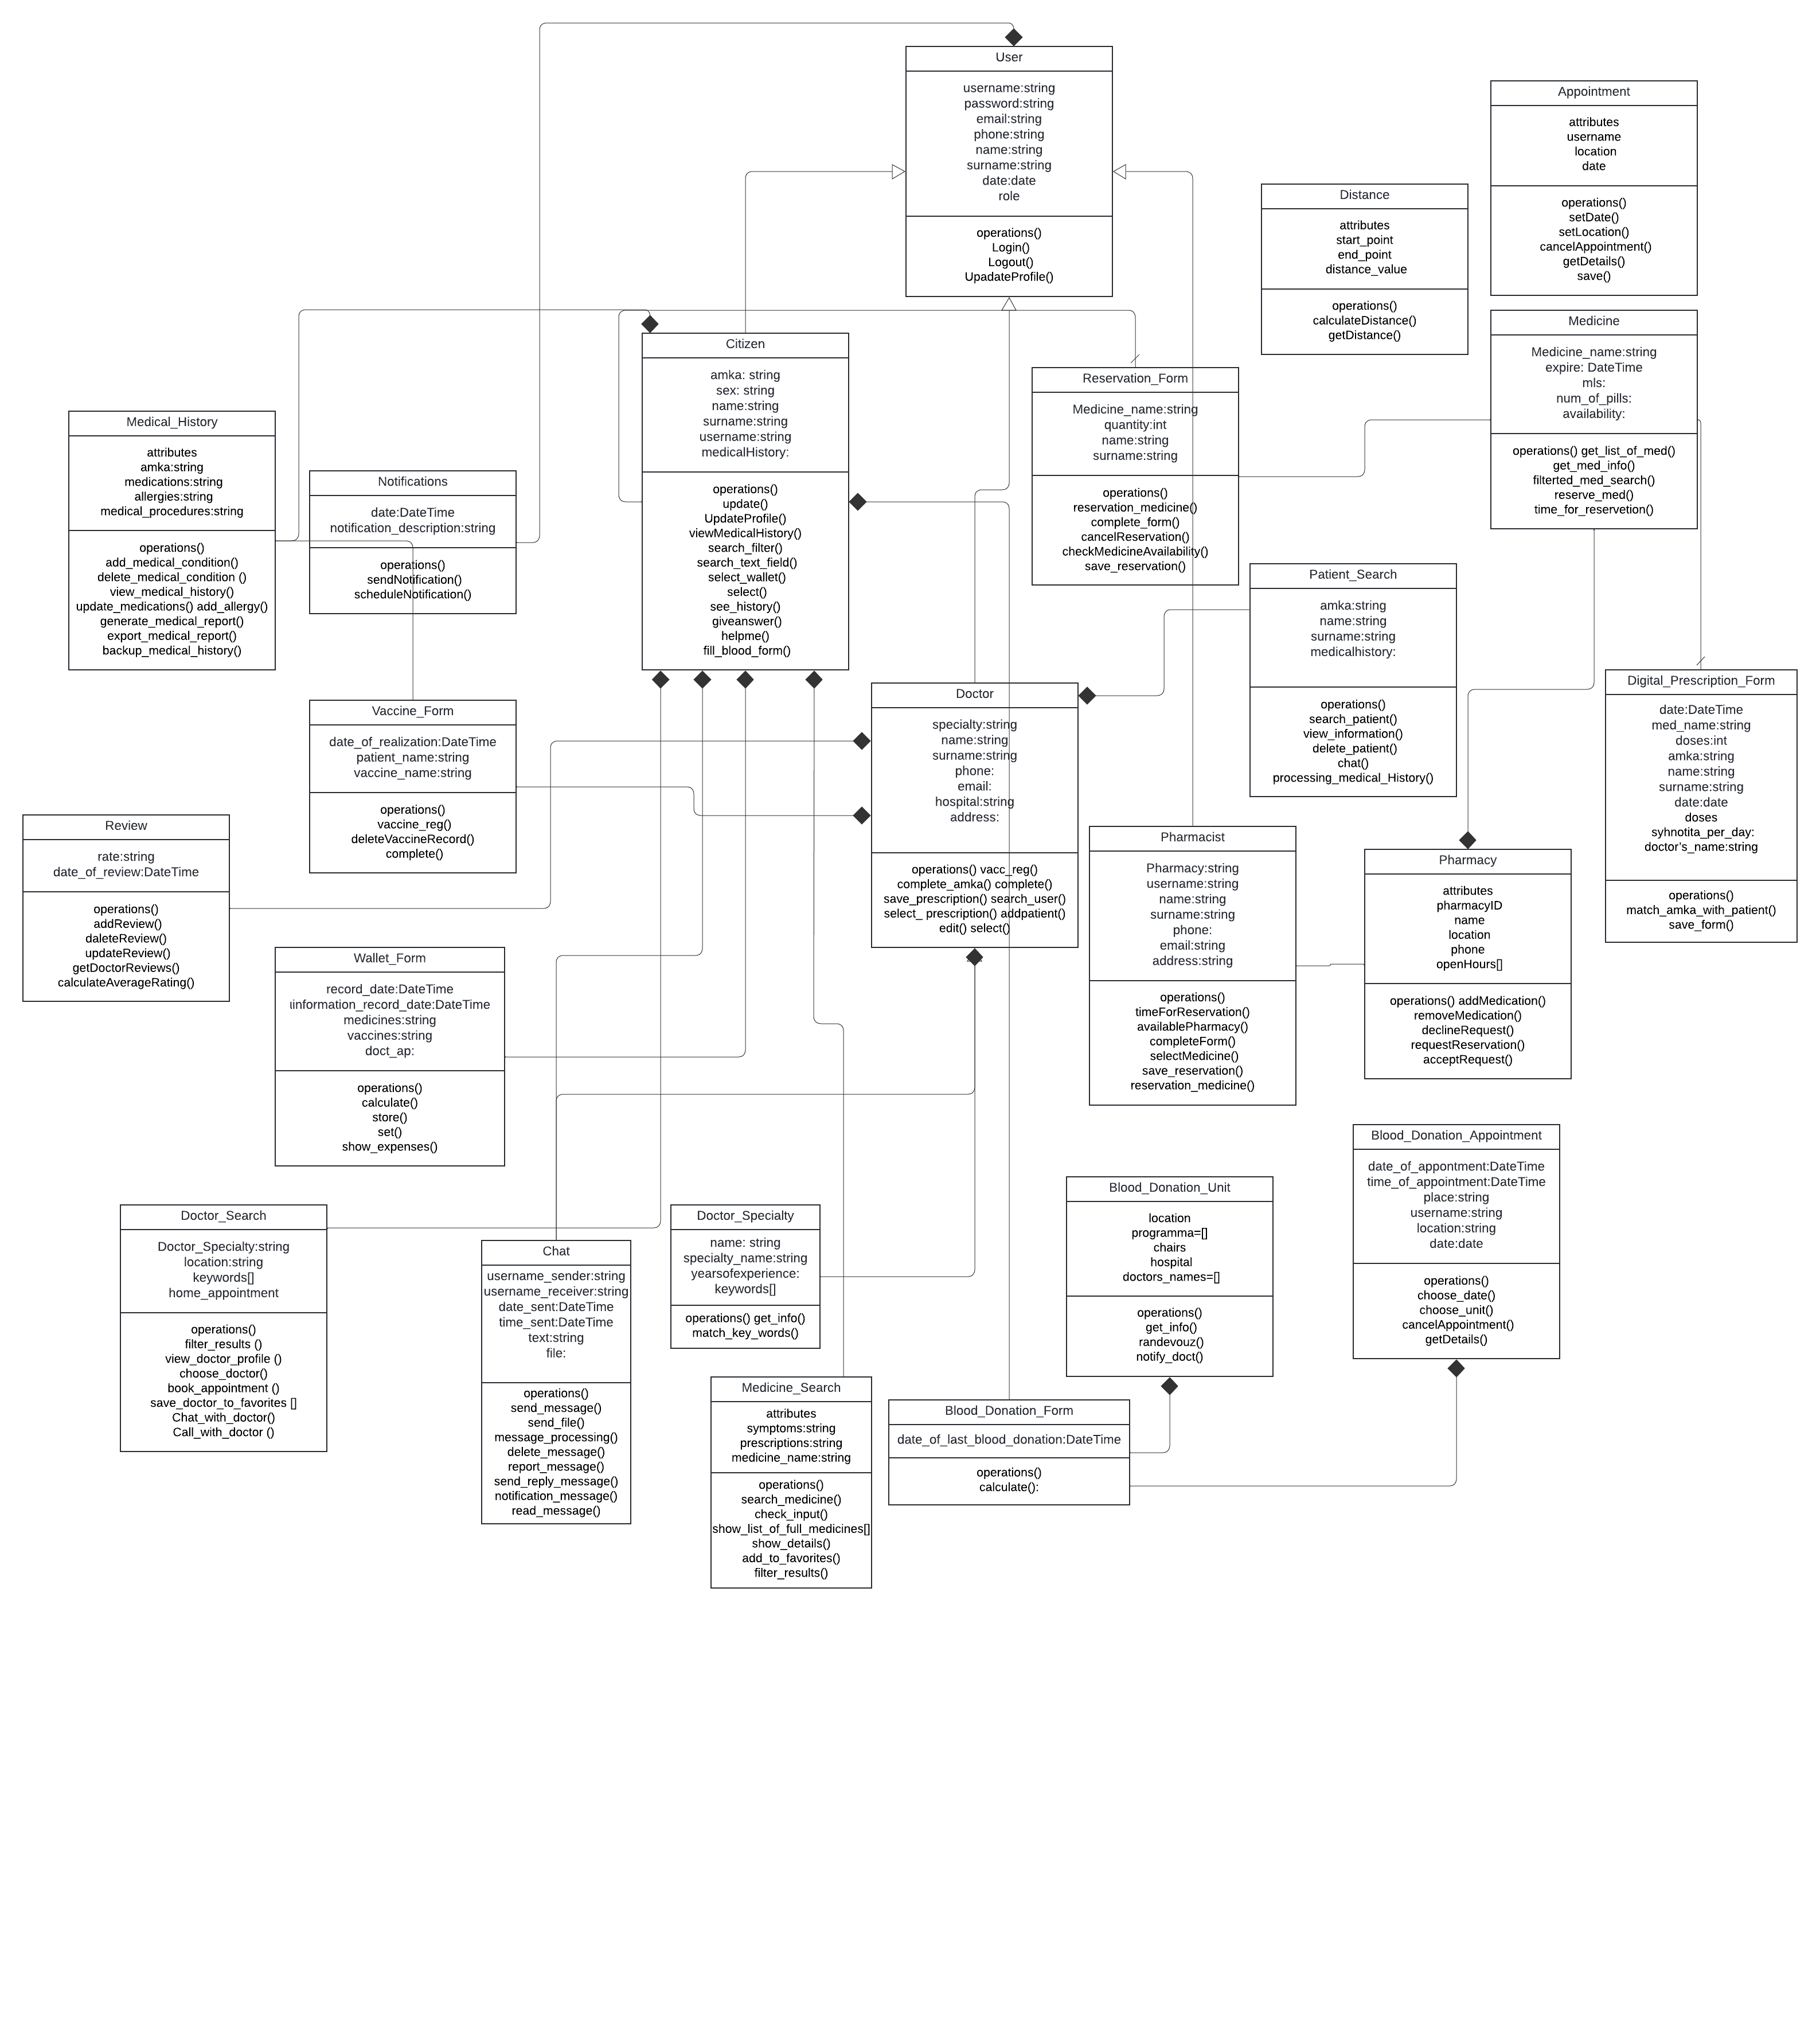 User
username:string
password:string
email:string
phone:string
name:string
surname:string
date:date
role
operations()
Login()
Logout()
UpadateProfile()
Appointment
attributes
username
location
date
operations()
setDate()
setLocation()
cancelAppointment()
getDetails()
save()
Distance
attributes
start_point
end_point
distance_value
operations()
calculateDistance()
getDistance()
Medicine
Medicine_name:string
expire: DateTime
mls:
num_of_pills:
availability:
operations() get_list_of_med()
get_med_info()
filterted_med_search()
reserve_med()
time_for_reservetion()
Citizen
amka: string
sex: string
name:string
surname:string
username:string
medicalHistory:
operations()
update()
UpdateProfile()
viewMedicalHistory()
search_filter()
search_text_field()
select_wallet()
select()
see_history()
giveanswer()
helpme()
fill_blood_form()
Reservation_Form
Medicine_name:string
quantity:int
name:string
surname:string
operations()
reservation_medicine()
complete_form()
cancelReservation()
checkMedicineAvailability()
save_reservation()
Medical_History
attributes
amka:string
medications:string
allergies:string
medical_procedures:string
operations()
add_medical_condition()
delete_medical_condition ()
view_medical_history()
update_medications() add_allergy()
generate_medical_report()
export_medical_report()
backup_medical_history()
Notifications
date:DateTime
notification_description:string
operations()
sendNotification()
scheduleNotification()
Patient_Search
amka:string
name:string
surname:string
medicalhistory:
operations()
search_patient()
view_information()
delete_patient()
chat()
processing_medical_History()
Digital_Prescription_Form
date:DateTime
med_name:string
doses:int
amka:string
name:string
surname:string
date:date
doses
syhnotita_per_day:
doctor's_name:string
operations()
match_amka_with_patient()
save_form()
Doctor
specialty:string
name:string
surname:string
phone:
email:
hospital:string
address:
operations() vacc_reg()
complete_amka() complete()
save_prescription() search_user()
select_ prescription() addpatient()
edit() select()
Vaccine_Form
date_of_realization:DateTime
patient_name:string
vaccine_name:string
operations()
vaccine_reg()
deleteVaccineRecord()
complete()
Review
rate:string
date_of_review:DateTime
operations()
addReview()
daleteReview()
updateReview()
getDoctorReviews()
calculateAverageRating()
Pharmacist
Pharmacy:string
username:string
name:string
surname:string
phone:
email:string
address:string
operations()
timeForReservation()
availablePharmacy()
completeForm()
selectMedicine()
save_reservation()
reservation_medicine()
Pharmacy
attributes
pharmacyID
name
location
phone
openHours[]
operations() addMedication()
removeMedication()
declineRequest()
requestReservation()
acceptRequest()
Wallet_Form
record_date:DateTime
information_record_date:DateTime
medicines:string
vaccines:string
doct_ap:
operations()
calculate()
store()
set()
show_expenses()
Blood_Donation_Appointment
date_of_appontment:DateTime
time_of_appointment:DateTime
place:string
username:string
location:string
date:date
operations()
choose_date()
choose_unit()
cancelAppointment()
getDetails()
Blood_Donation_Unit
location
programma=[]
chairs
hospital
doctors_names=[]
operations()
get_info()
randevouz()
notify_doct()
Doctor_Search
Doctor_Specialty:string
location:string
keywords[]
home_appointment
operations()
filter_results ()
view_doctor_profile ()
choose_doctor()
book_appointment ()
save_doctor_to_favorites []
Chat_with_doctor()
Call_with_doctor ()
Doctor_Specialty
name: string
specialty_name:string
yearsofexperience:
keywords[]
operations() get_info()
match_key_words()
Chat
username_sender:string
username_receiver:string
date_sent:DateTime
time_sent:DateTime
text:string
file:
operations()
send_message()
send_file()
message_processing()
delete_message()
report_message()
send_reply_message()
notification_message()
read_message()
Medicine_Search
attributes
symptoms:string
prescriptions:string
medicine_name:string
operations()
search_medicine()
check_input()
show_list_of_full_medicines[]
show_details()
add_to_favorites()
filter_results()
Blood_Donation_Form
date_of_last_blood_donation:DateTime
operations()
calculate():